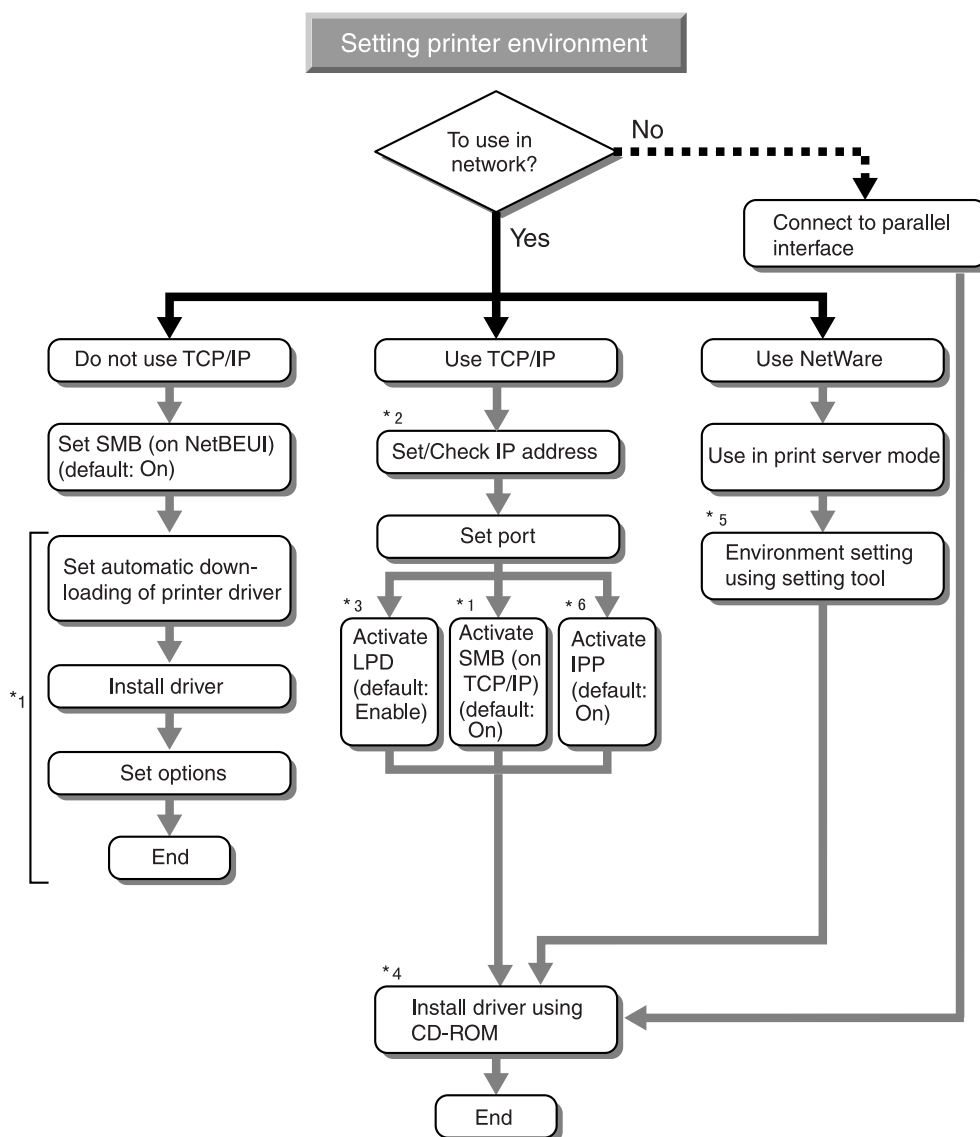 Setting printer environment
To use in
network?
No
Yes
Connect to parallel
interface
Do not use TCP/IP
Use TCP/IP
Use NetWare
Set SMB (on NetBEUI)
(default: On)
*2
Set/Check IP address
Use in print server mode
*1
Set automatic down-
loading of printer driver
Set port
*5
Environment setting
using setting tool
*3
Activate
LPD
(default:
Enable)
*1
Activate
SMB (on
TCP/IP)
(default:
On)
*6
Activate
IPP
(default:
On)
Install driver
Set options
End
*4
Install driver using
CD-ROM
End